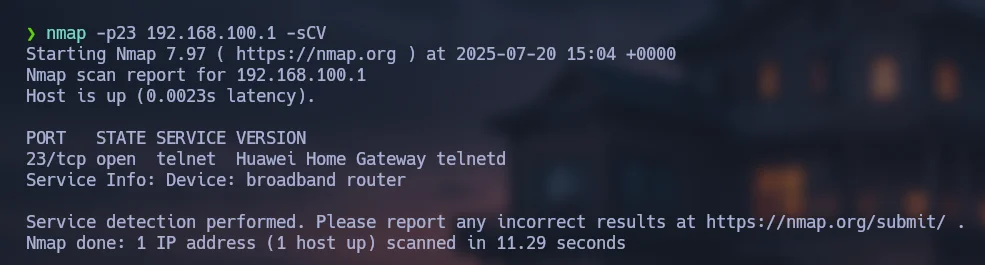 ❯ nmap -p23 192.168.100.1 -sCV
Starting Nmap 7.97 ( https://nmap.org ) at 2025-07-20 15:04 +0000
Nmap scan report for 192.168.100.1
Host is up (0.0023s latency).

PORT   STATE SERVICE VERSION
23/tcp open  telnet  Huawei Home Gateway telnetd
Service Info: Device: broadband router

Service detection performed. Please report any incorrect results at https://nmap.org/submit/ .
Nmap done: 1 IP address (1 host up) scanned in 11.29 seconds